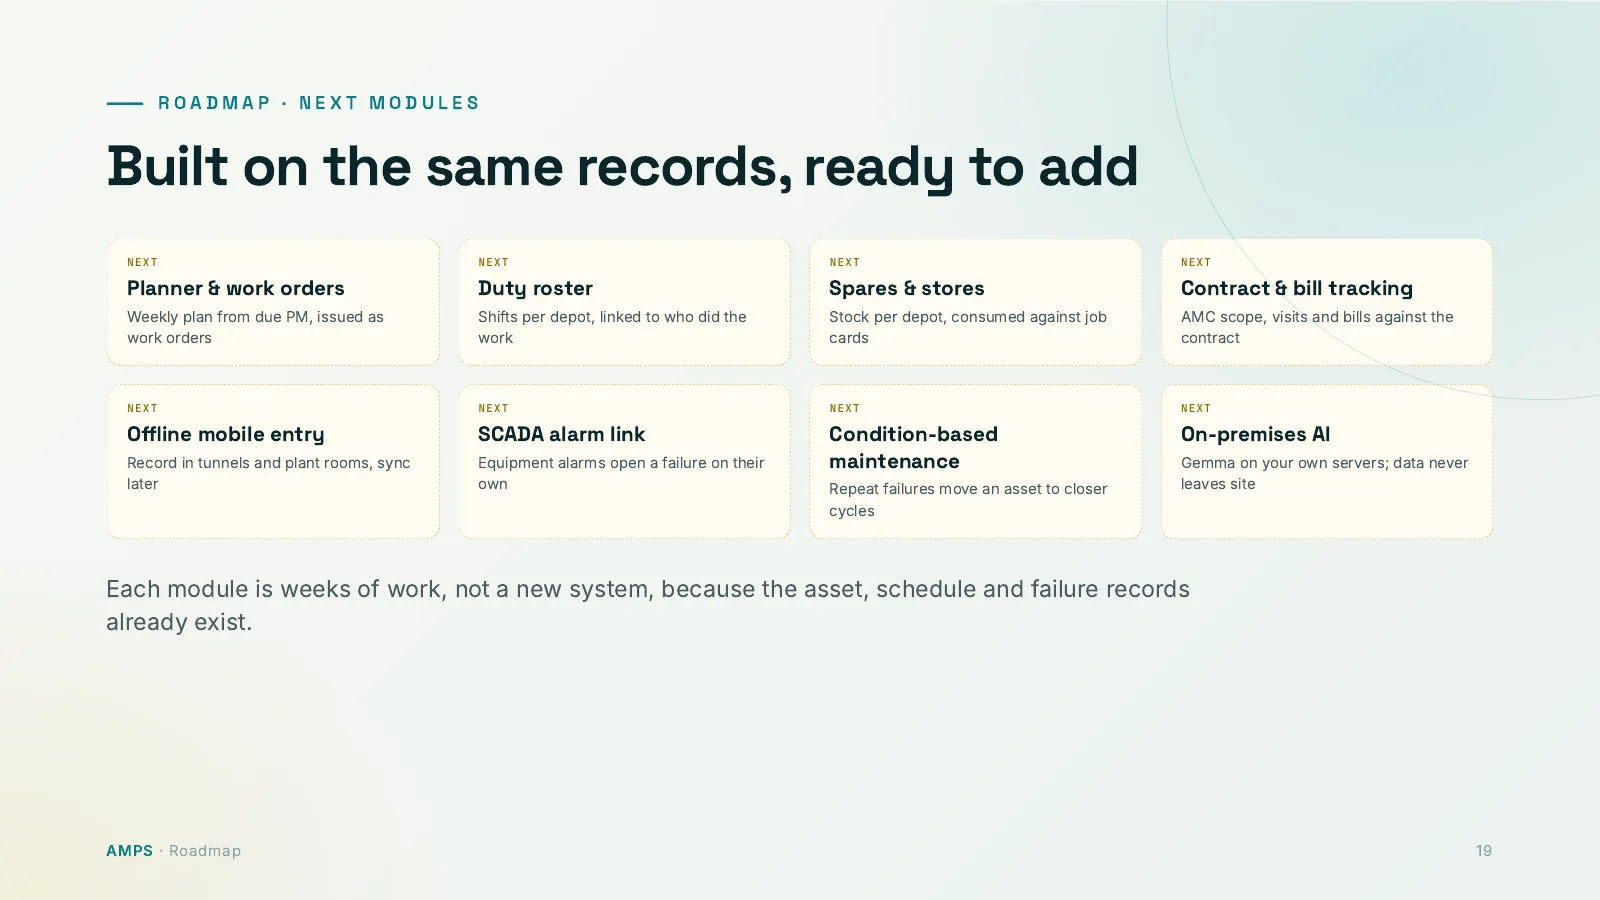 ROADMAP · NEXT MODULES
Built on the same records, ready to add
NEXT
Planner & work orders
Weekly plan from due PM, issued as
work orders
NEXT
Duty roster
Shifts per depot, linked to who did the
work
NEXT
Spares & stores
Stock per depot, consumed against job
cards
NEXT
Contract & bill tracking
AMC scope, visits and bills against the
contract
NEXT
Offline mobile entry
Record in tunnels and plant rooms, sync
later
NEXT
SCADA alarm link
Equipment alarms open a failure on their
own
NEXT
Condition-based
maintenance
Repeat failures move an asset to closer
cycles
NEXT
On-premises AI
Gemma on your own servers; data never
leaves site
Each module is weeks of work, not a new system, because the asset, schedule and failure records
already exist.
AMPS · Roadmap
19